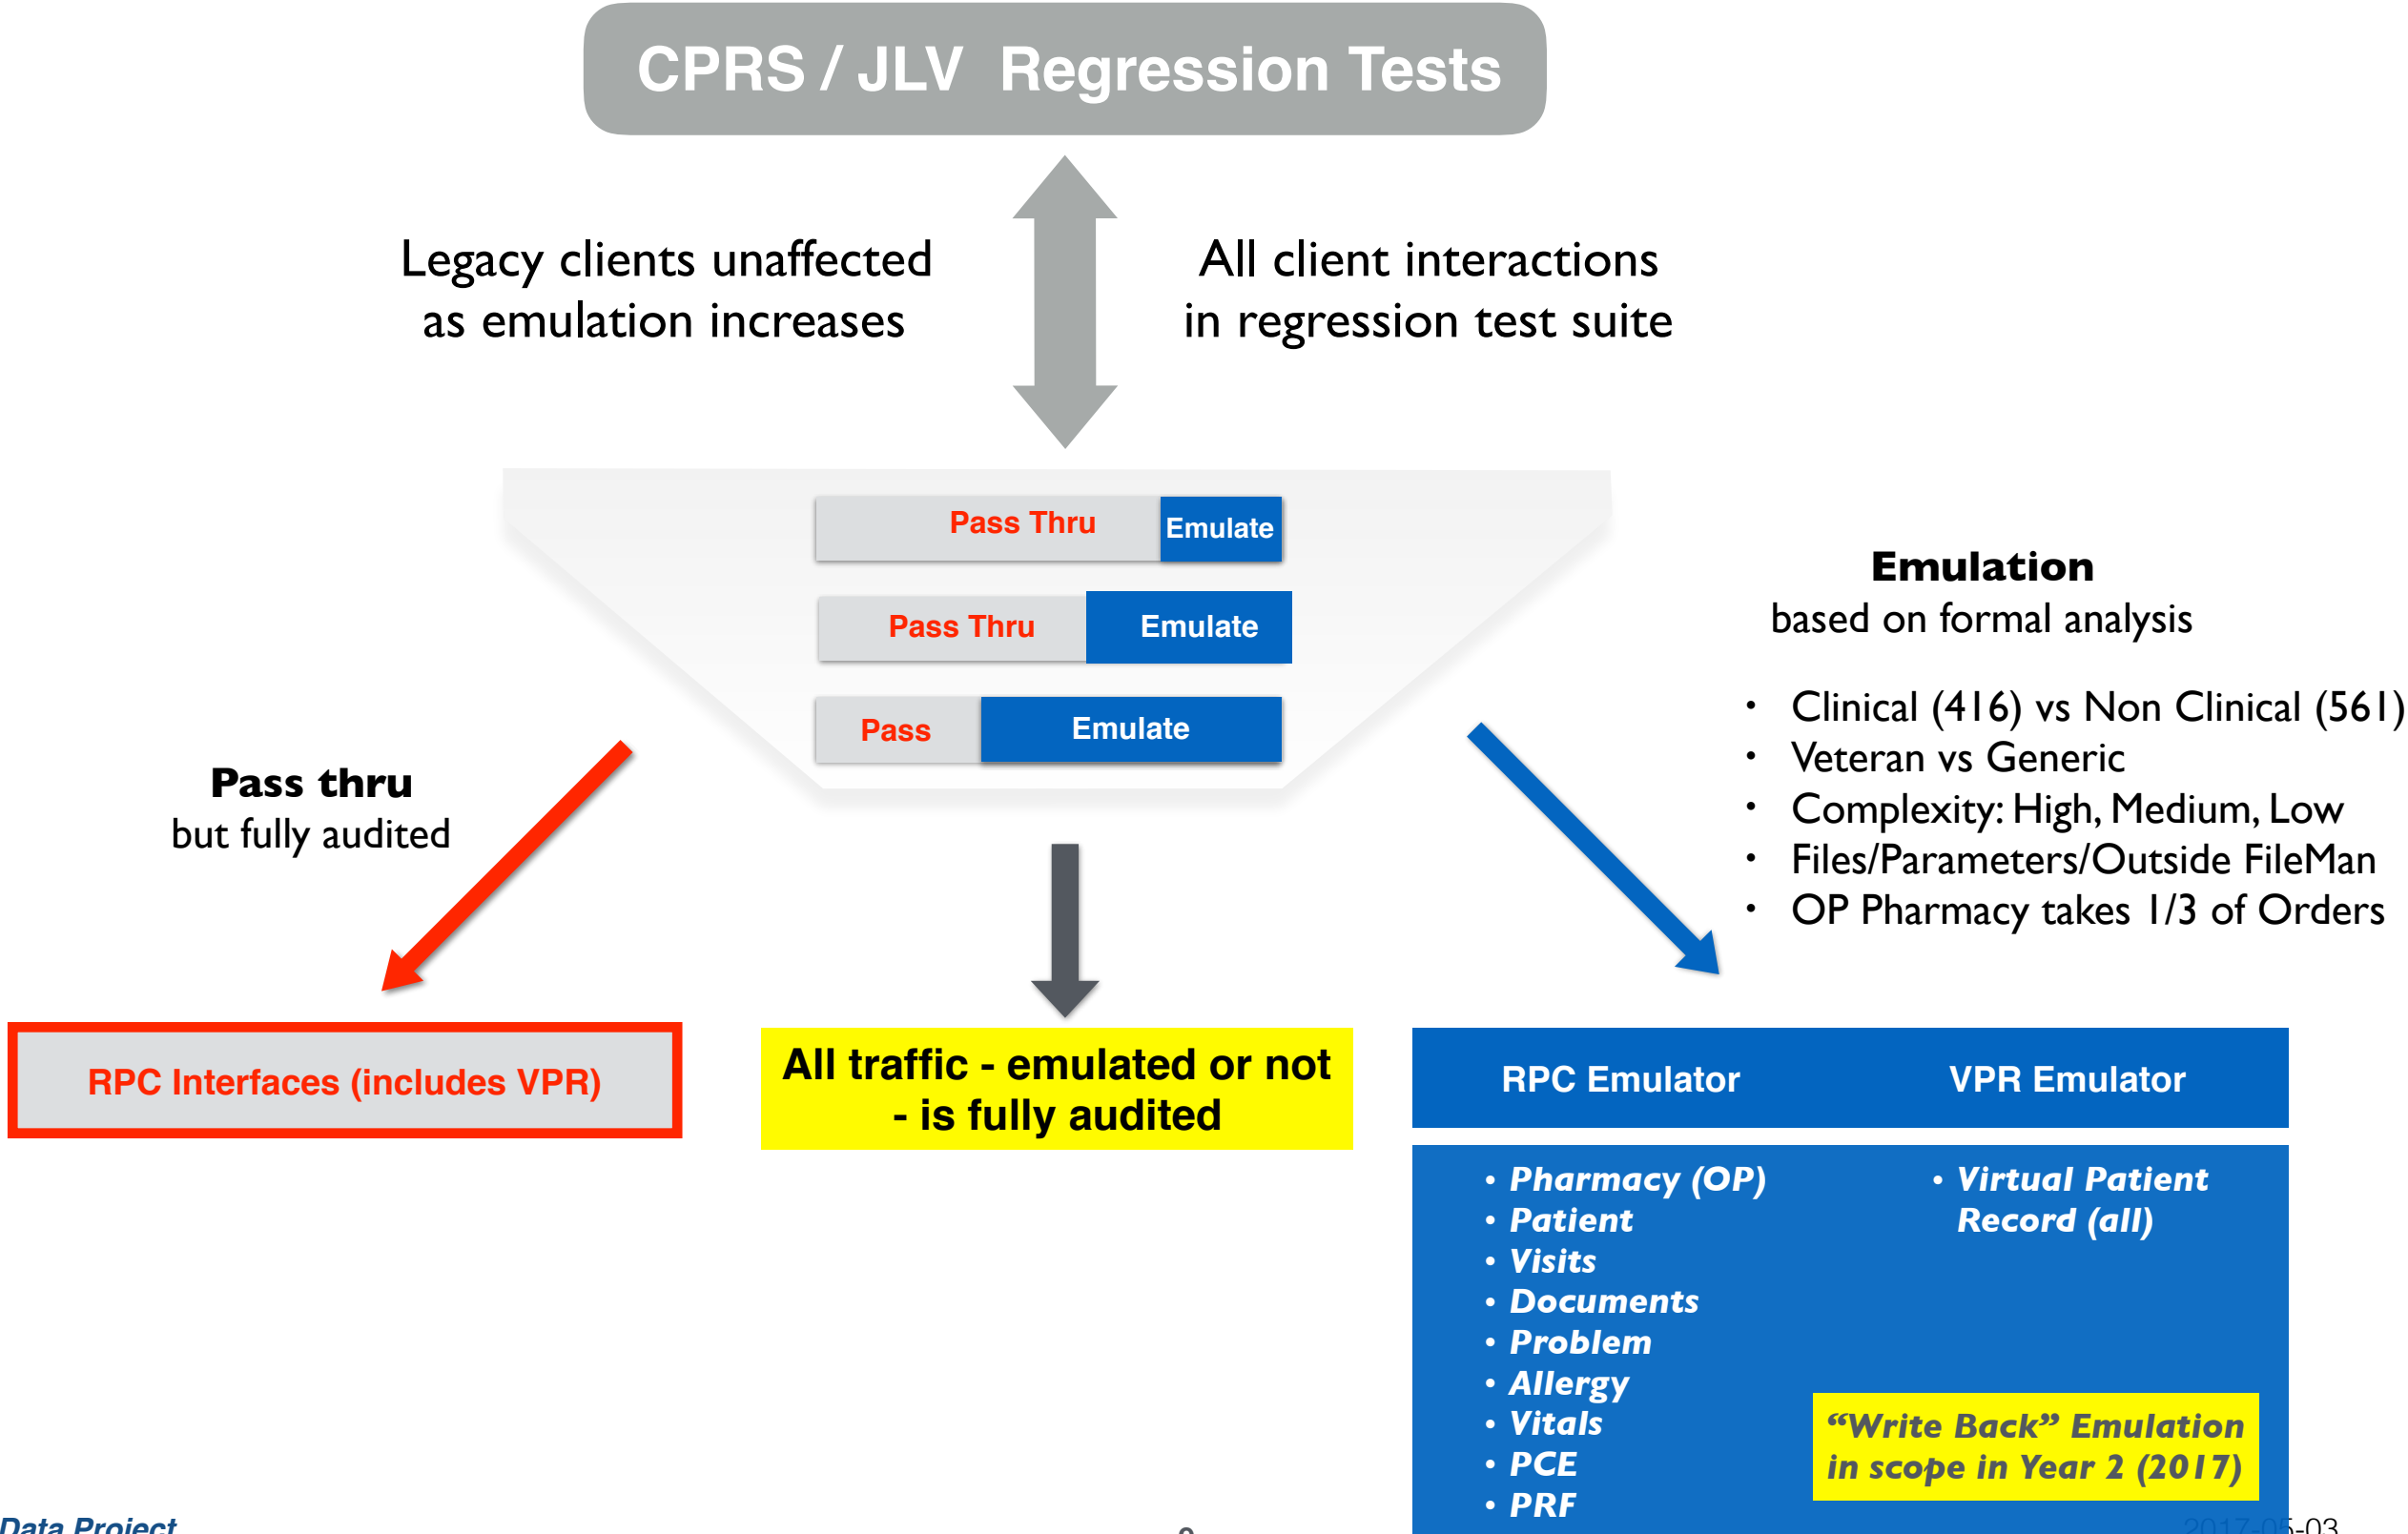 CPRS / JLV Regression Tests
Legacy clients unaffected
as emulation increases
All client interactions
in regression test suite
Pass Thru
Emulate
Pass Thru
Emulate
Pass
Emulate
Emulation
based on formal analysis
• Clinical (416) vs Non Clinical (561)
• Veteran vs Generic
• Complexity: High, Medium, Low
• Files/Parameters/Outside FileMan
• OP Pharmacy takes 1/3 of Orders
Pass thru
but fully audited
RPC Interfaces (includes VPR)
All traffic - emulated or not
- is fully audited
RPC Emulator
VPR Emulator
• Pharmacy (OP)
• Patient
• Visits
• Documents
• Problem
• Allergy
• Vitals
• PCE
• PRF
• Virtual Patient
Record (all)
“Write Back” Emulation
in scope in Year 2 (2017)
Data Project
2017-05-03